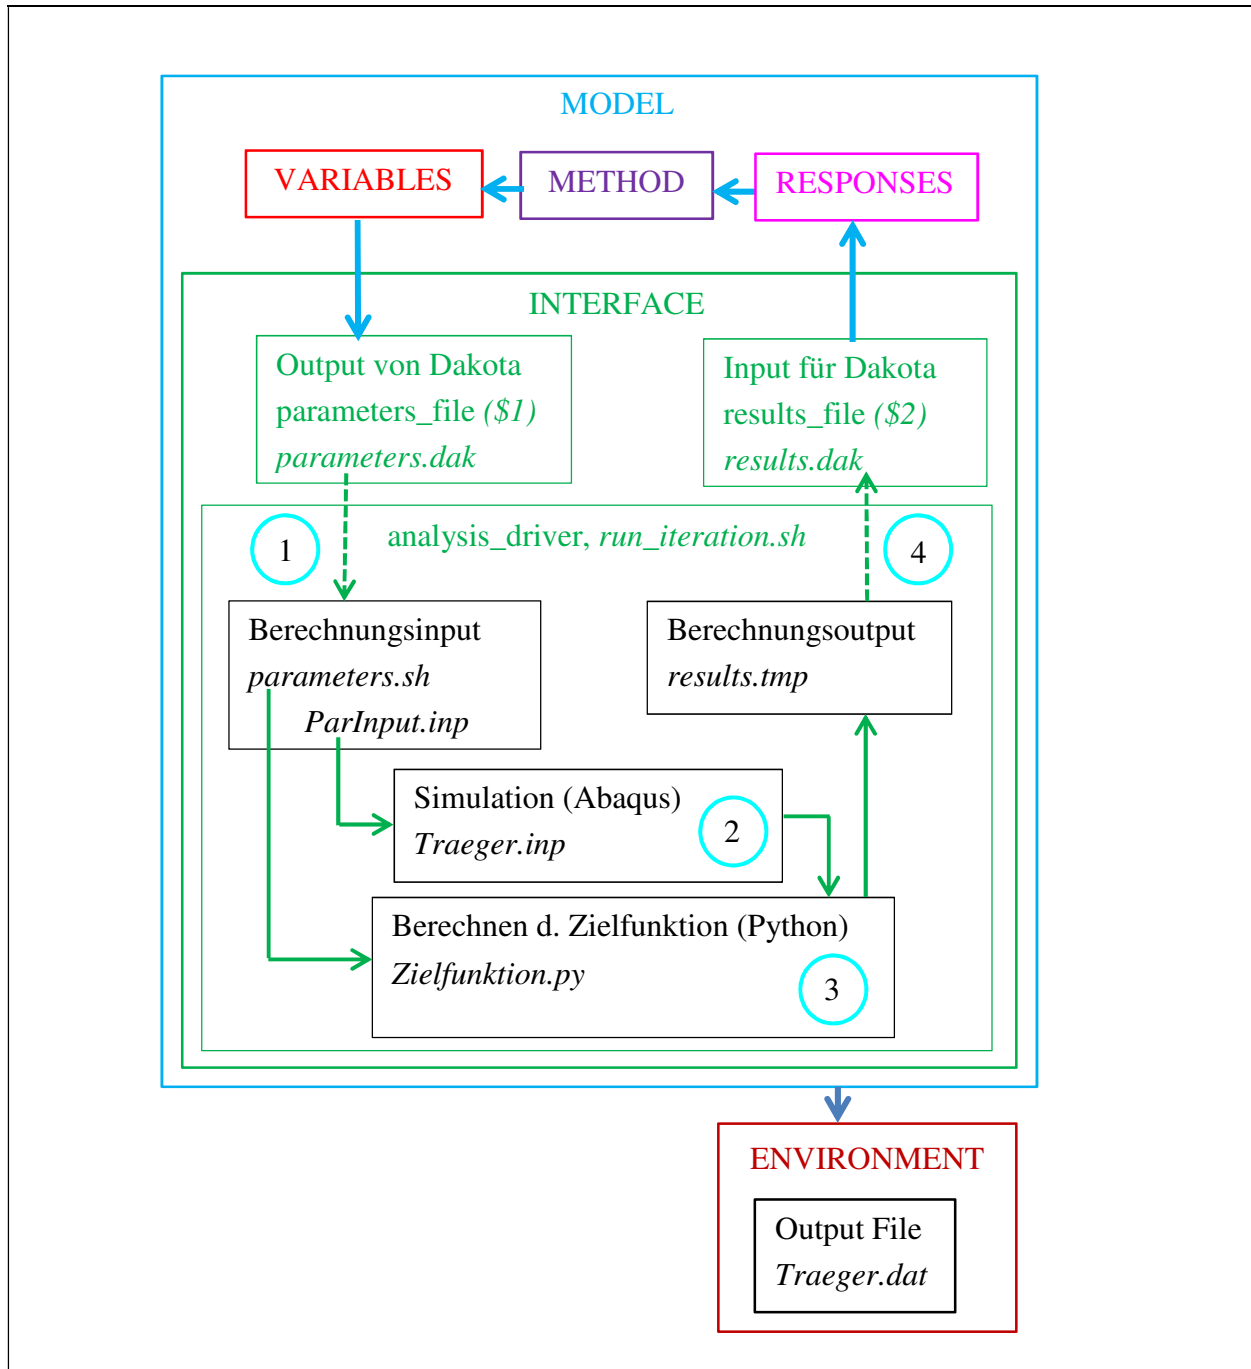 MODEL
VARIABLES
METHOD
RESPONSES
INTERFACE
Output von Dakota
parameters_file ($1)
parameters.dak
Input für Dakota
results_file ($2)
results.dak
1
analysis_driver, run_iteration.sh
4
Berechnungsinput
parameters.sh
ParInput.inp
Berechnungsoutput
results.tmp
Simulation (Abaqus)
Traeger.inp
2
Berechnen d. Zielfunktion (Python)
Zielfunktion.py
3
ENVIRONMENT
Output File
Traeger.dat